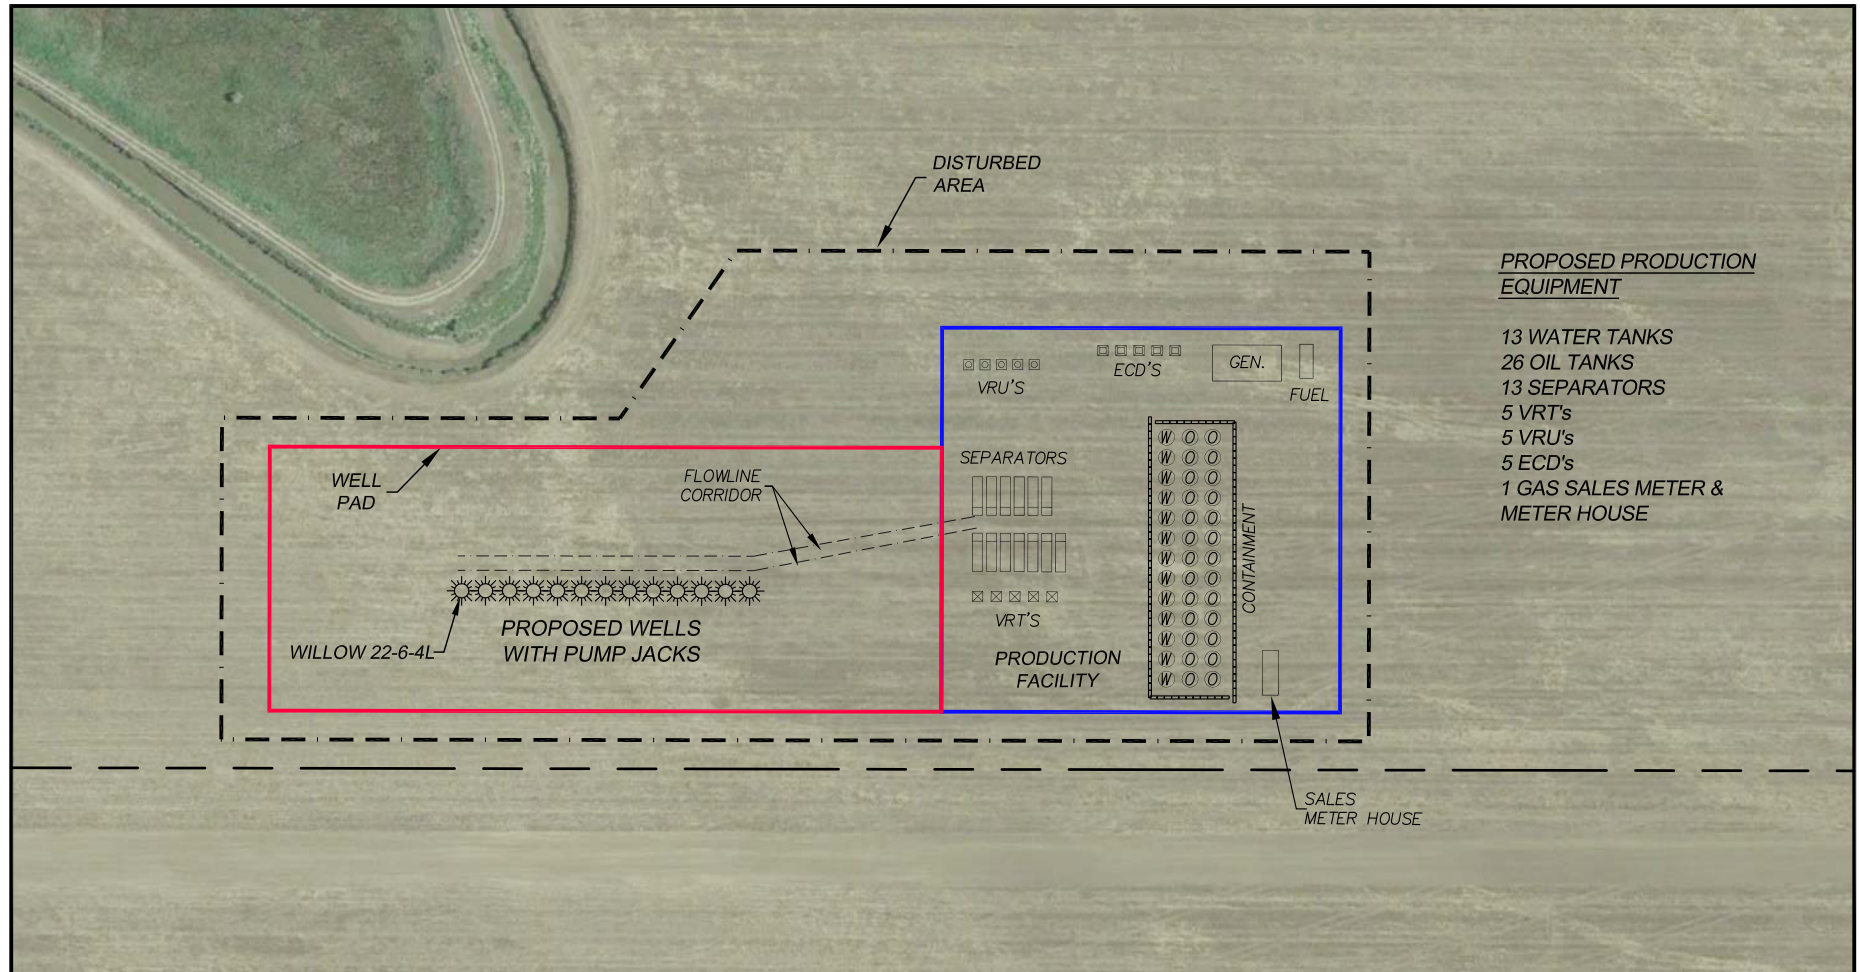 DISTURBED
AREA
PROPOSED PRODUCTION
EQUIPMENT
13 WATER TANKS
26 OIL TANKS
13 SEPARATORS
5 VRT's
5 VRU's
5 ECD's
1 GAS SALES METER &
METER HOUSE
VRU'S
ECD'S
GEN.
FUEL
WELL
PAD
FLOWLINE
CORRIDOR
SEPARATORS
W O O
W O O
W O O
W O O
W O O
W O O
W O O
W O O
W O O
W O O
W O O
W O O
W O O
CONTAINMENT
VRT'S
WILLOW 22-6-4L
PROPOSED WELLS
WITH PUMP JACKS
PRODUCTION
FACILITY
SALES
METER HOUSE